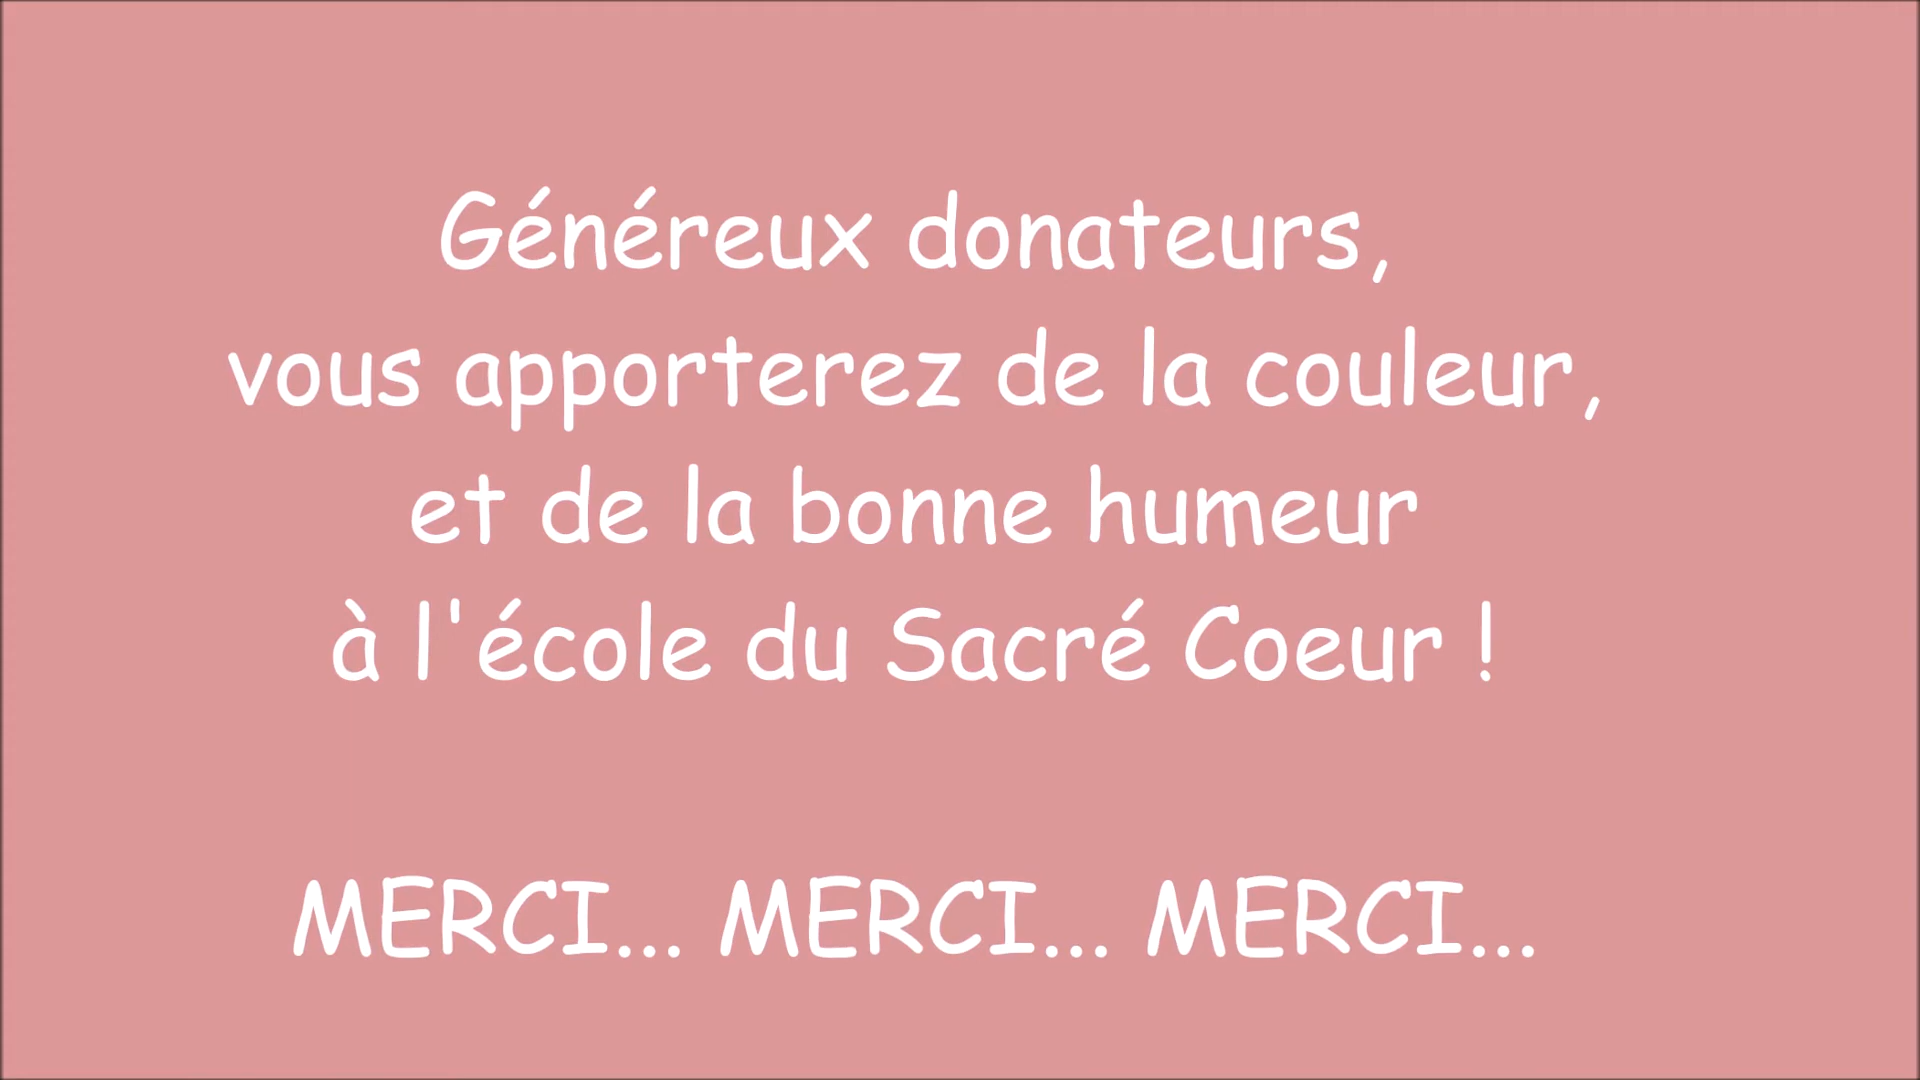 Généreux donateurs,
vous apporterez de la couleur,
et de la bonne humeur
à l'école du Sacré Coeur !
MERCI... MERCI... MERCI...